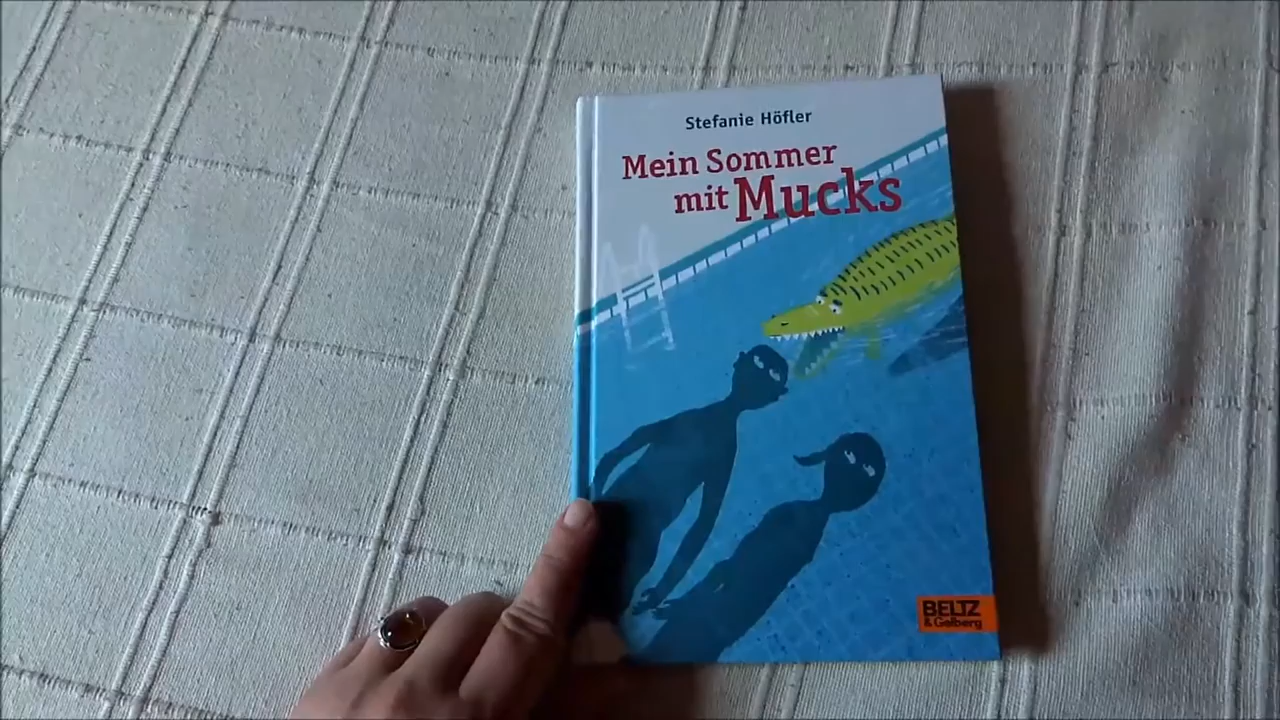 Stefanie Höfler
Mein Sommer
mit Mucks
BELTZ
& Gelberg